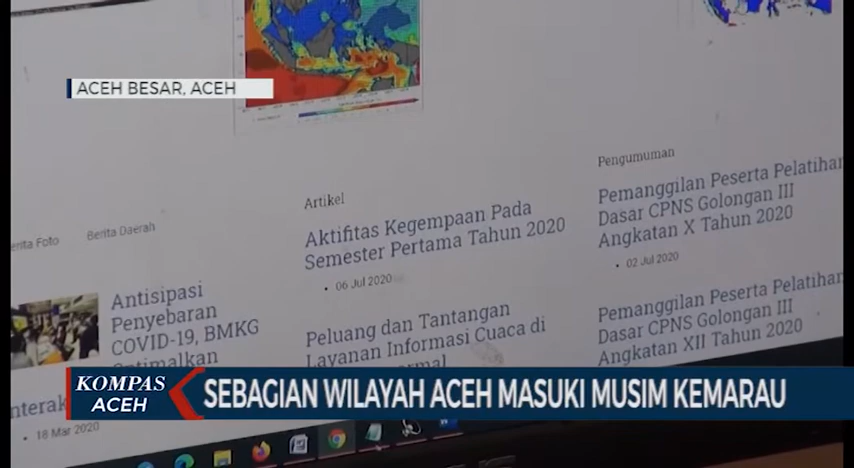 ACEH BESAR, ACEH
Pengumuman
Pemanggilan Peserta Pelatihan
Dasar CPNS Golongan III
Angkatan X Tahun 2020
02 Jul 2020
Pemanggilan Peserta Pelatihan
Dasar CPNS Golongan III
Angkatan XII Tahun 2020
Artikel
Aktifitas Kegempaan Pada
Semester Pertama Tahun 2020
06 Jul 2020
Peluang dan Tantangan
Layanan Informasi Cuaca di
Foto
Berita Daerah
Antisipasi
Penyebaran
COVID-19, BMKG
18 Mar 2020
KOMPAS
ACEH
SEBAGIAN WILAYAH ACEH MASUKI MUSIM KEMARAU